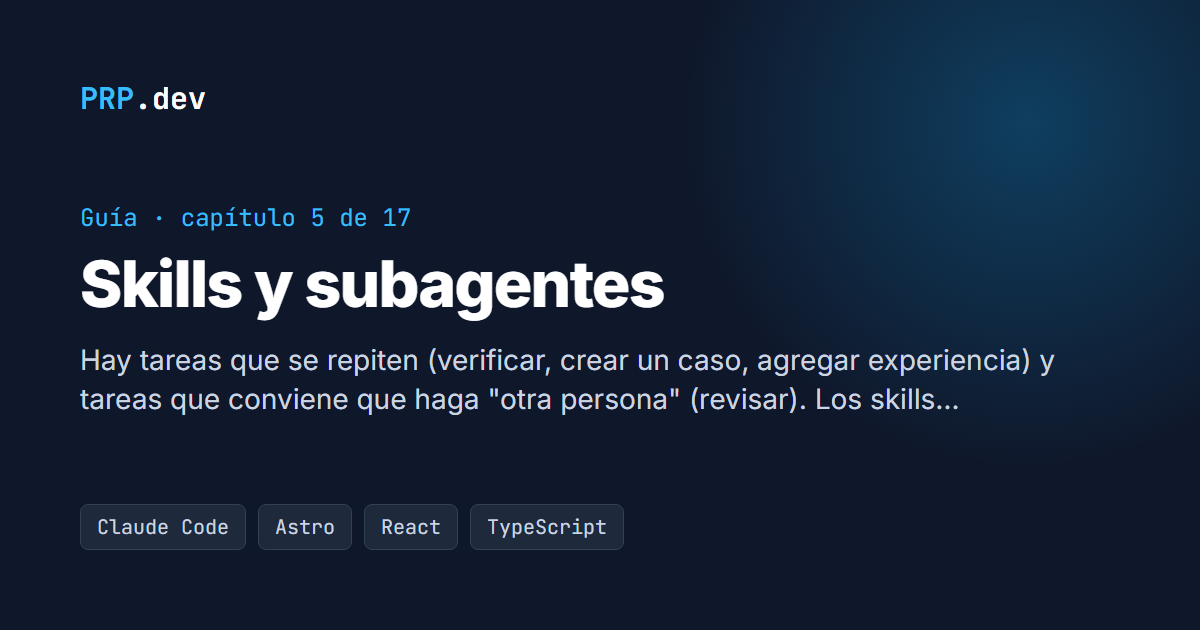 PRP.dev
Guía · capítulo 5 de 17
Skills y subagentes
Hay tareas que se repiten (verificar, crear un caso, agregar experiencia) y
tareas que conviene que haga "otra persona" (revisar). Los skills...
Claude Code
Astro
React
TypeScript